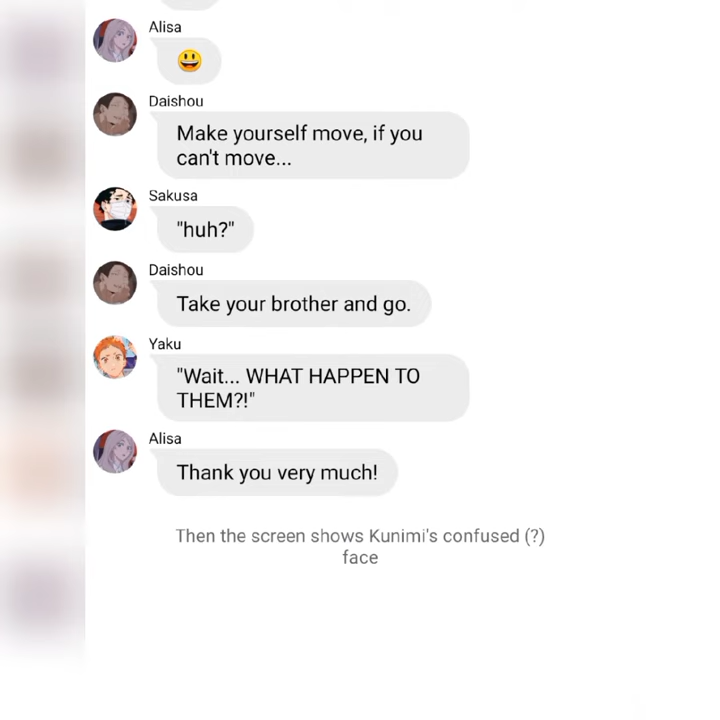 Alisa
😃
Daishou
Make yourself move, if you
can't move...
Sakusa
"huh?"
Daishou
Take your brother and go.
Yaku
"Wait... WHAT HAPPEN TO
THEM?!"
Alisa
Thank you very much!
Then the screen shows Kunimi's confused (?)
face